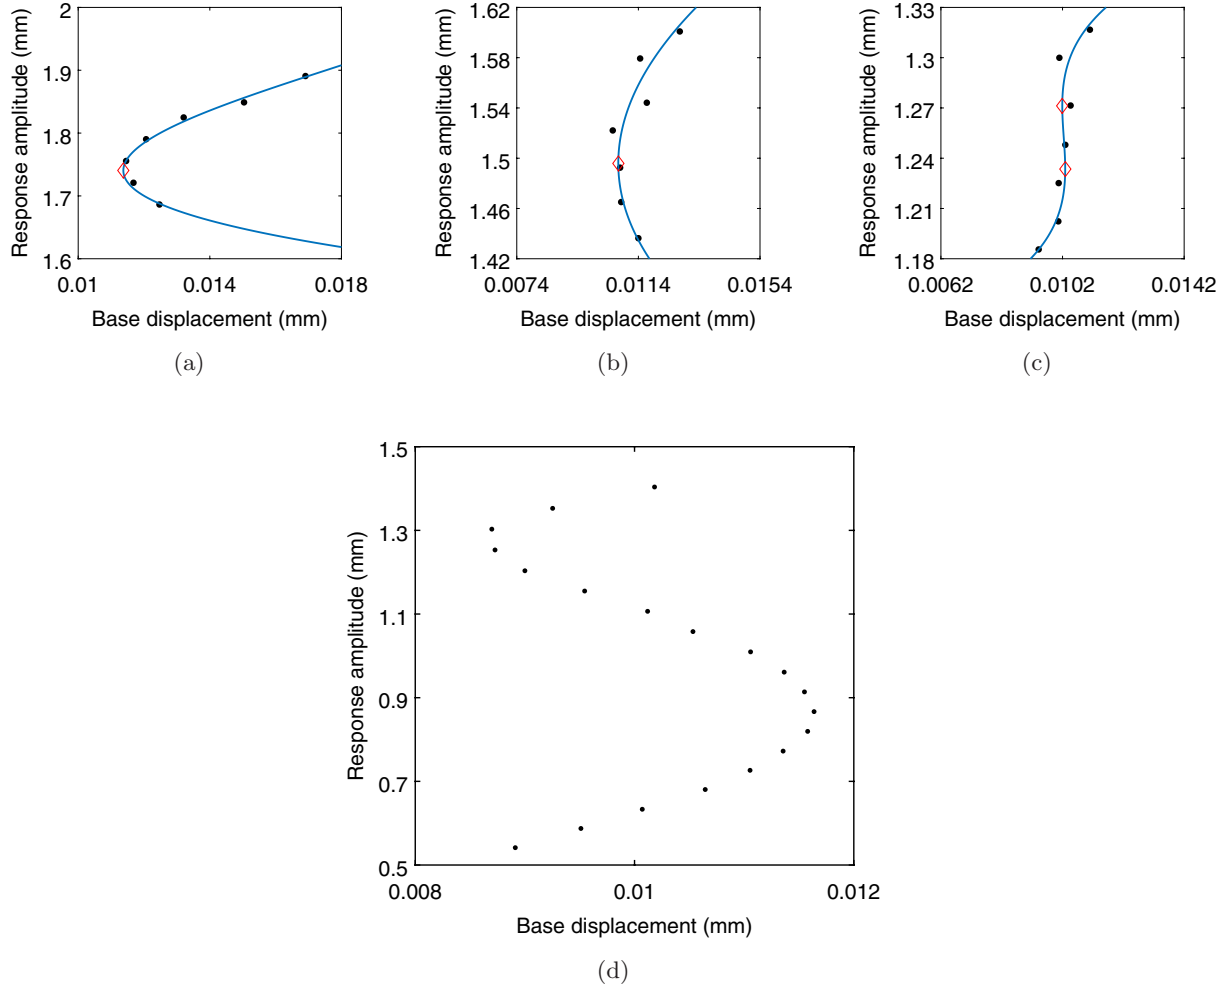 2
1.9
1.8
1.7
1.6
Response amplitude (mm)
0.01
0.014
0.018
Base displacement (mm)
(a)
1.62
1.58
1.54
1.5
1.46
1.42
Response amplitude (mm)
0.0074
0.0114
0.0154
Base displacement (mm)
(b)
1.33
1.3
1.27
1.24
1.21
1.18
Response amplitude (mm)
0.0062
0.0102
0.0142
Base displacement (mm)
(c)
1.5
1.3
1.1
0.9
0.7
0.5
Response amplitude (mm)
0.008
0.01
0.012
Base displacement (mm)
(d)